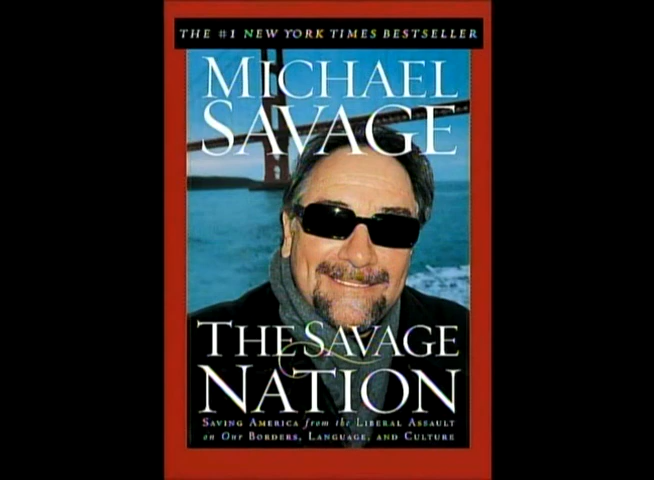 THE #1 NEW YORK TIMES BESTSELLER
MICHAEL
SAVAGE
THE SAVAGE
NATION
SAVING AMERICA from the LIBERAL ASSAULT
on OUR BORDERS, LANGUAGE, AND CULTURE